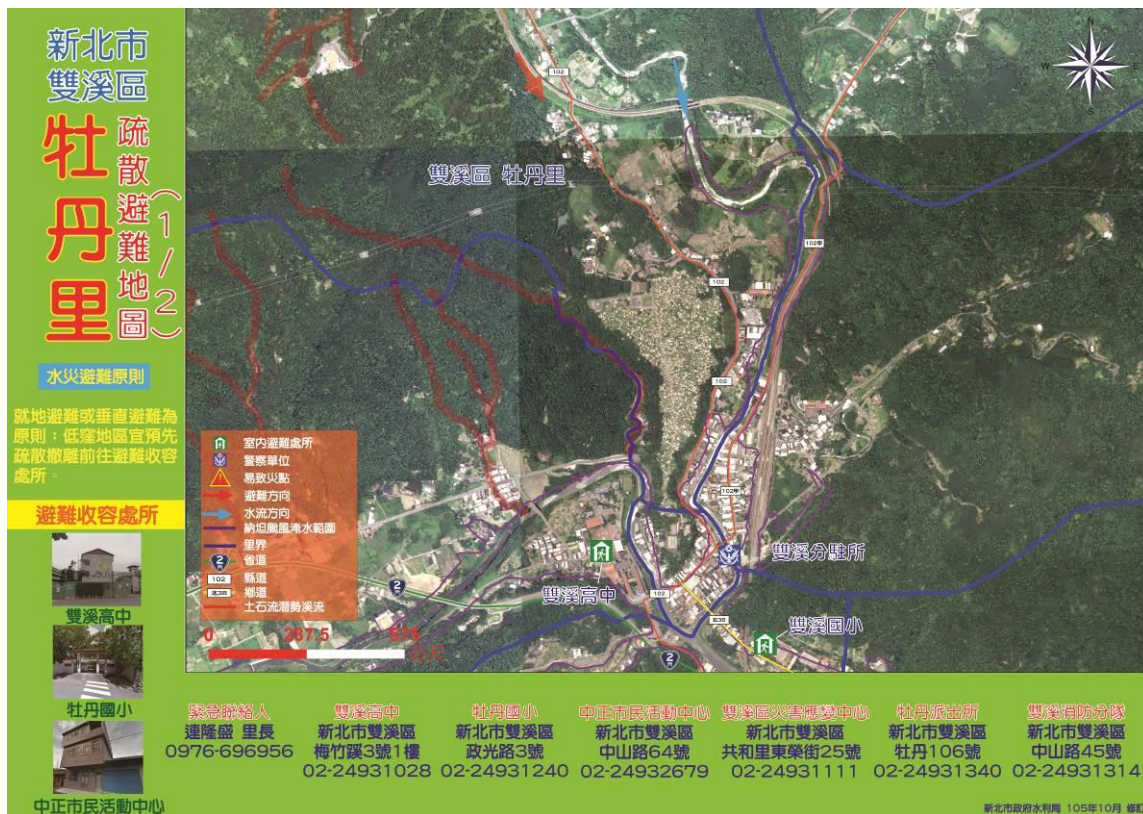 新北市
雙溪區
牡丹里
疏散避難地圖
(1/2)
水災避難原則
就地避難或垂直避難為
原則；低窪地區宜預先
疏散撤離前往避難收容
處所。
避難收容處所
雙溪高中
牡丹國小
中正市民活動中心
N
W
E
S
102
雙溪區 牡丹里
102甲
102
102
102甲
雙溪分駐所
雙溪高中
2
102
北38
雙溪國小
2
室內避難處所
警察單位
易致災點
避難方向
水流方向
納坦颱風淹水範圍
里界
2 省道
102 縣道
北38 鄉道
土石流潛勢溪流
0 287.5 575
公尺
緊急聯絡人
連隆盛 里長
0976-696956
雙溪高中
新北市雙溪區
梅竹蹊3號1樓
02-24931028
牡丹國小
新北市雙溪區
政光路3號
02-24931240
中正市民活動中心
新北市雙溪區
中山路64號
02-24932679
雙溪區災害應變中心
新北市雙溪區
共和里東榮街25號
02-24931111
牡丹派出所
新北市雙溪區
牡丹106號
02-24931340
雙溪消防分隊
新北市雙溪區
中山路45號
02-24931314
新北市政府水利局 105年10月 修訂